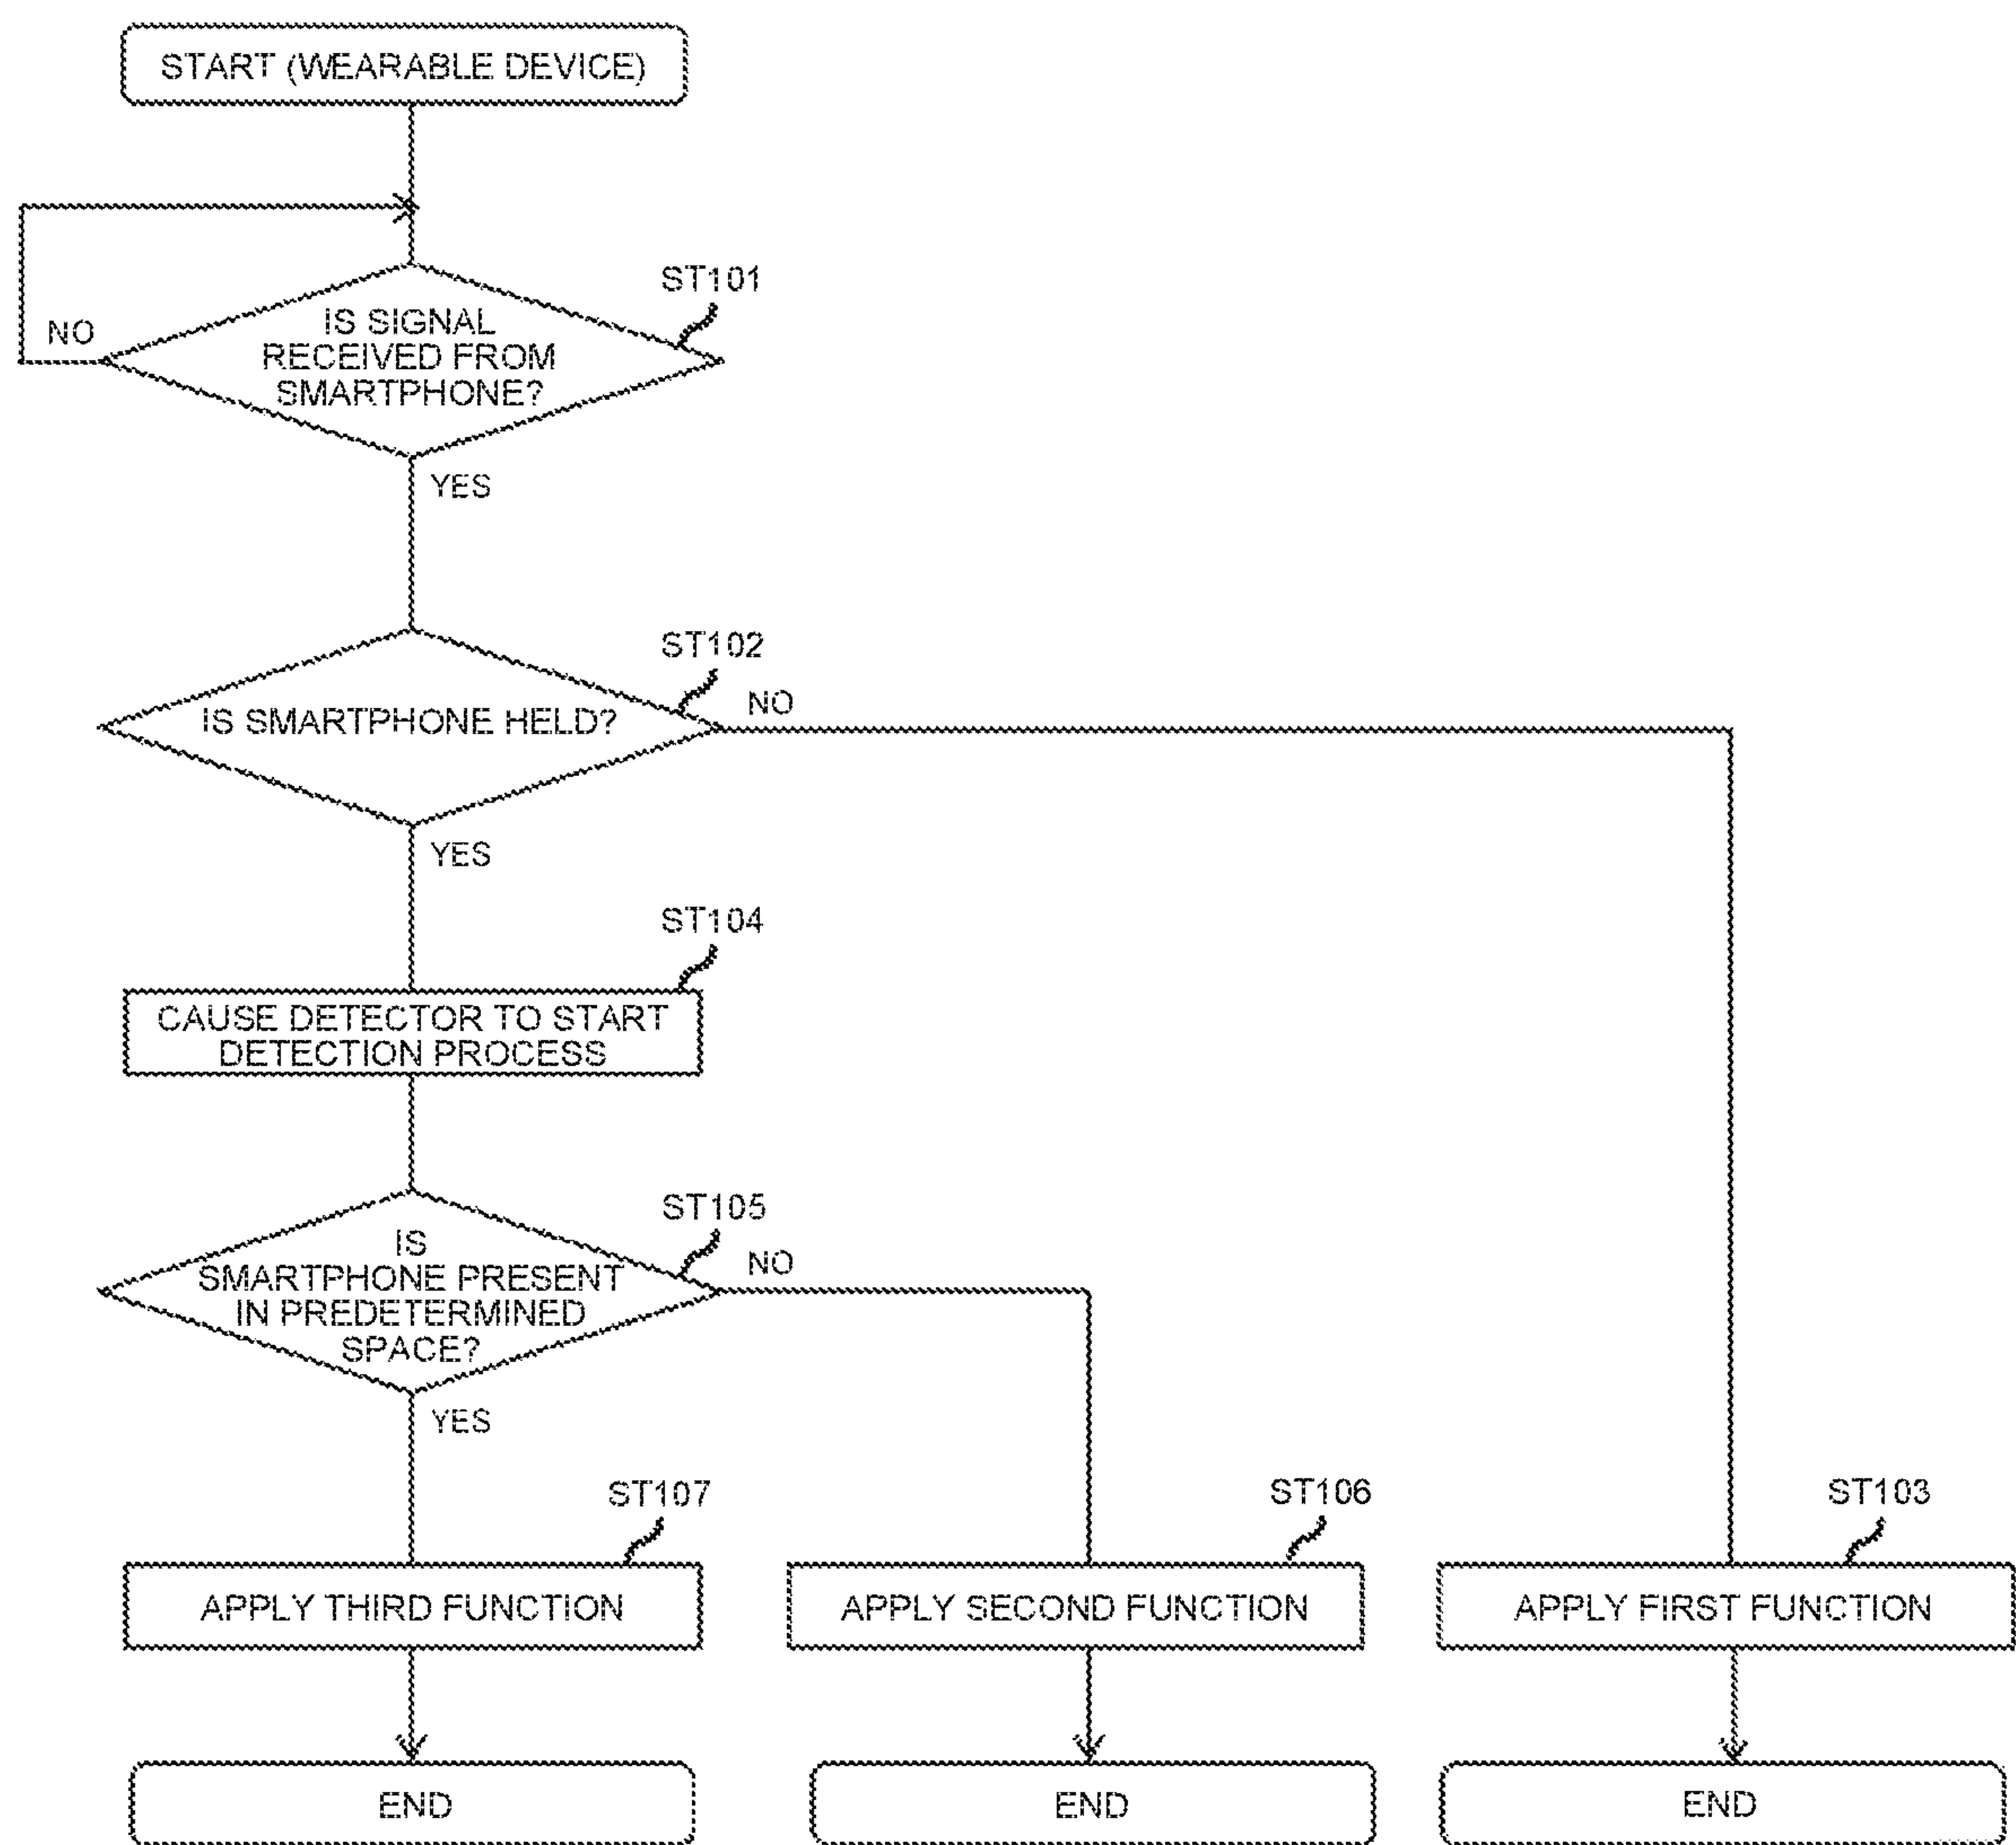 START (WEARABLE DEVICE)
ST101
IS SIGNAL
RECEIVED FROM
SMARTPHONE?
NO
YES
ST102
IS SMARTPHONE HELD?
NO
YES
ST104
CAUSE DETECTOR TO START
DETECTION PROCESS
ST105
IS
SMARTPHONE PRESENT
IN PREDETERMINED
SPACE?
NO
YES
ST107
ST106
ST103
APPLY THIRD FUNCTION
APPLY SECOND FUNCTION
APPLY FIRST FUNCTION
END
END
END